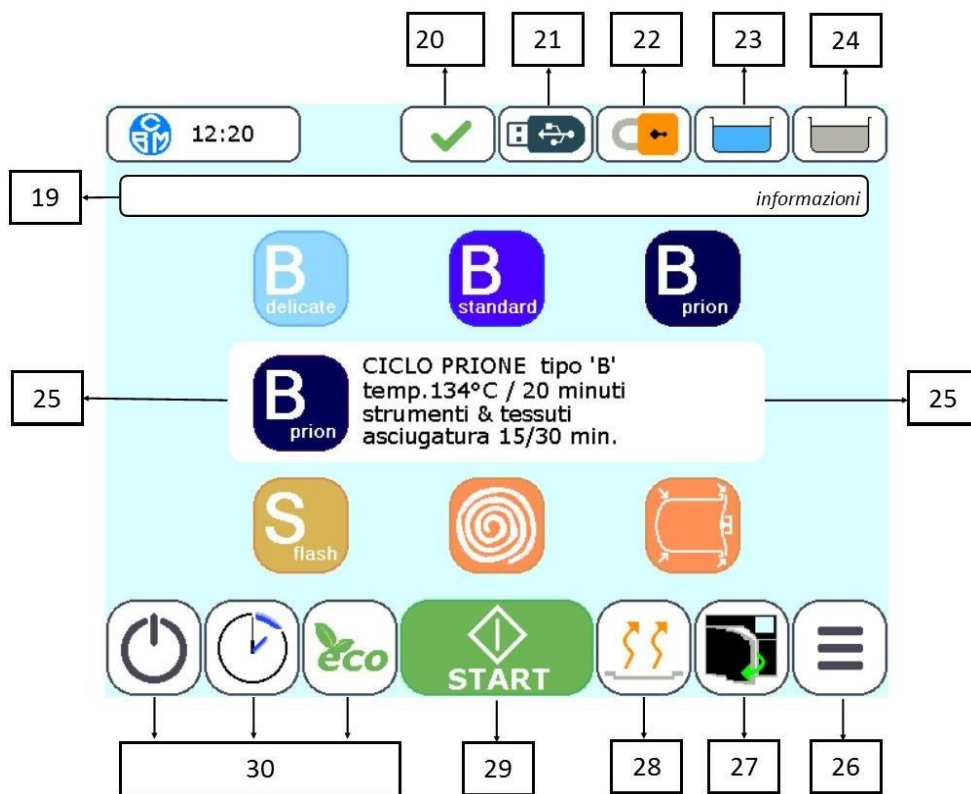 20 21 22 23 24
CBM 12:20
19
informazioni
B delicate
B standard
B prion
25
B prion
CICLO PRIONE tipo 'B'
temp.134°C / 20 minuti
strumenti & tessuti
asciugatura 15/30 min.
25
S flash
eco
START
30 29 28 27 26